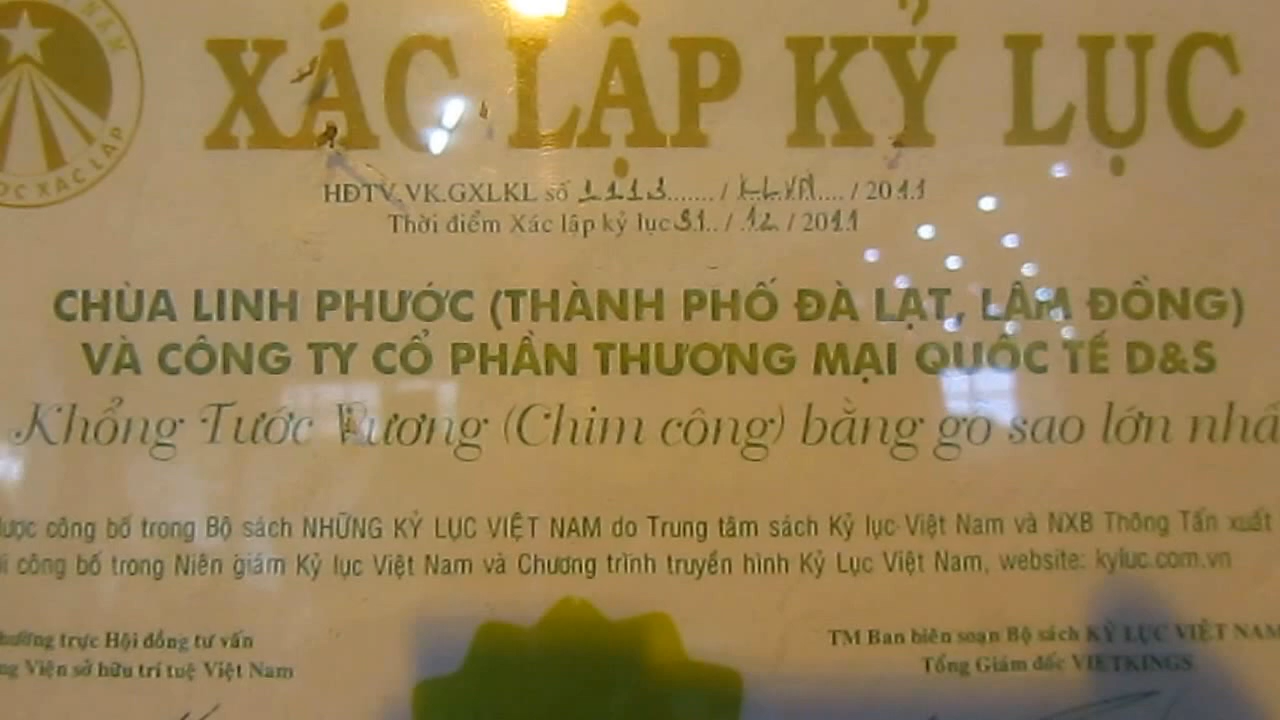 XÁC LẬP KỶ LỤC
HĐTV.VK.GXLKL số 1113......./ KLVN..../ 2011
Thời điểm Xác lập kỷ lục 31../ 12../ 2011
CHÙA LINH PHƯỚC (THÀNH PHỐ ĐÀ LẠT, LÂM ĐỒNG)
VÀ CÔNG TY CỔ PHẦN THƯƠNG MẠI QUỐC TẾ D&S
Khổng Tước Vương (Chim công) bằng gỗ sao lớn
công bố trong Bộ sách NHỮNG KỶ LỤC VIỆT NAM do Trung tâm sách Kỷ lục Việt Nam và NXB Thông Tấn xuất
công bố trong Niên giám Kỷ lục Việt Nam và Chương trình truyền hình Kỷ Lục Việt Nam, website: kyluc.com.vn
trực Hội đồng tư vấn
Viện sở hữu trí tuệ Việt Nam
TM Ban biên soạn Bộ sách KỶ LỤC VIỆT NAM
Tổng Giám đốc VIETKINGS